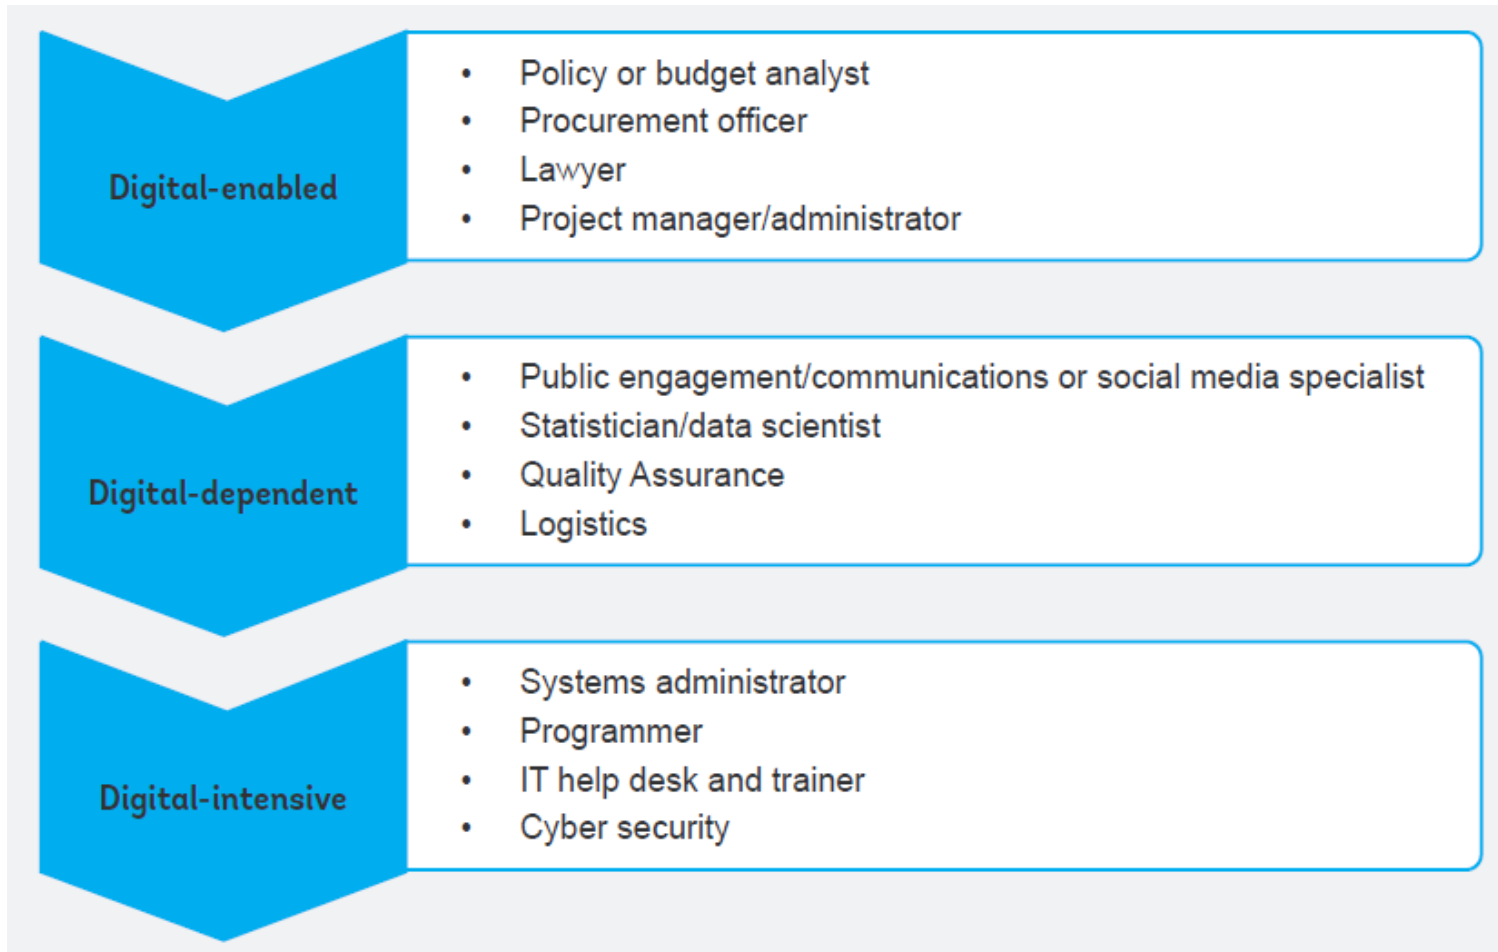 Digital-enabled
• Policy or budget analyst
• Procurement officer
• Lawyer
• Project manager/administrator
Digital-dependent
• Public engagement/communications or social media specialist
• Statistician/data scientist
• Quality Assurance
• Logistics
Digital-intensive
• Systems administrator
• Programmer
• IT help desk and trainer
• Cyber security